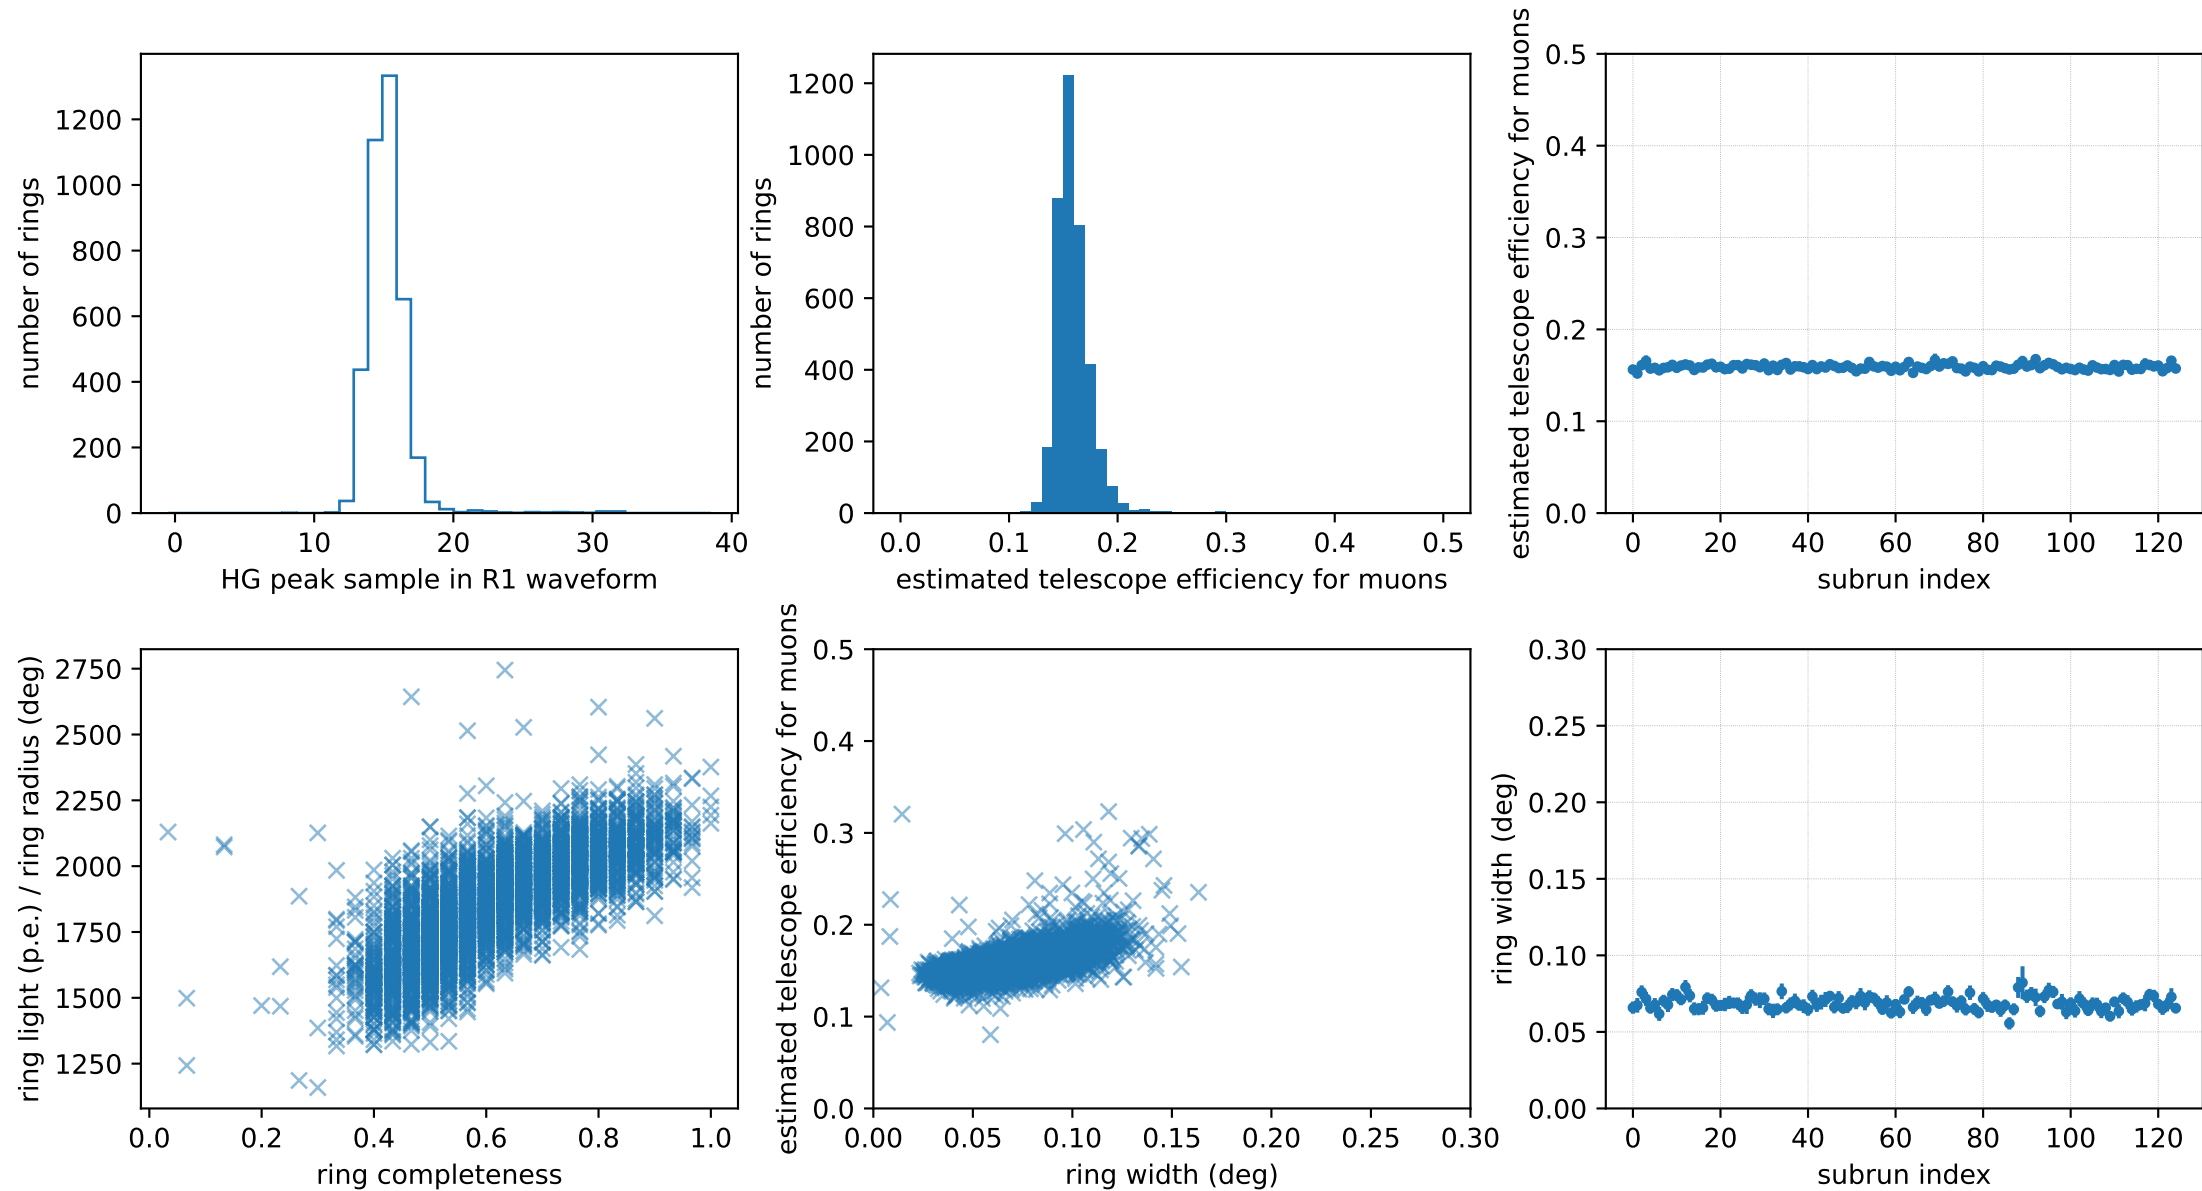 number of rings
1200
1000
800
600
400
200
0
0 10 20 30 40
HG peak sample in R1 waveform
number of rings
1200
1000
800
600
400
200
0
0.0 0.1 0.2 0.3 0.4 0.5
estimated telescope efficiency for muons
estimated telescope efficiency for muons
0.5
0.4
0.3
0.2
0.1
0.0
0 20 40 60 80 100 120
subrun index
ring light (p.e.) / ring radius (deg)
2750
2500
2250
2000
1750
1500
1250
0.0 0.2 0.4 0.6 0.8 1.0
ring completeness
estimated telescope efficiency for muons
0.5
0.4
0.3
0.2
0.1
0.0
0.00 0.05 0.10 0.15 0.20 0.25 0.30
ring width (deg)
ring width (deg)
0.30
0.25
0.20
0.15
0.10
0.05
0.00
0 20 40 60 80 100 120
subrun index